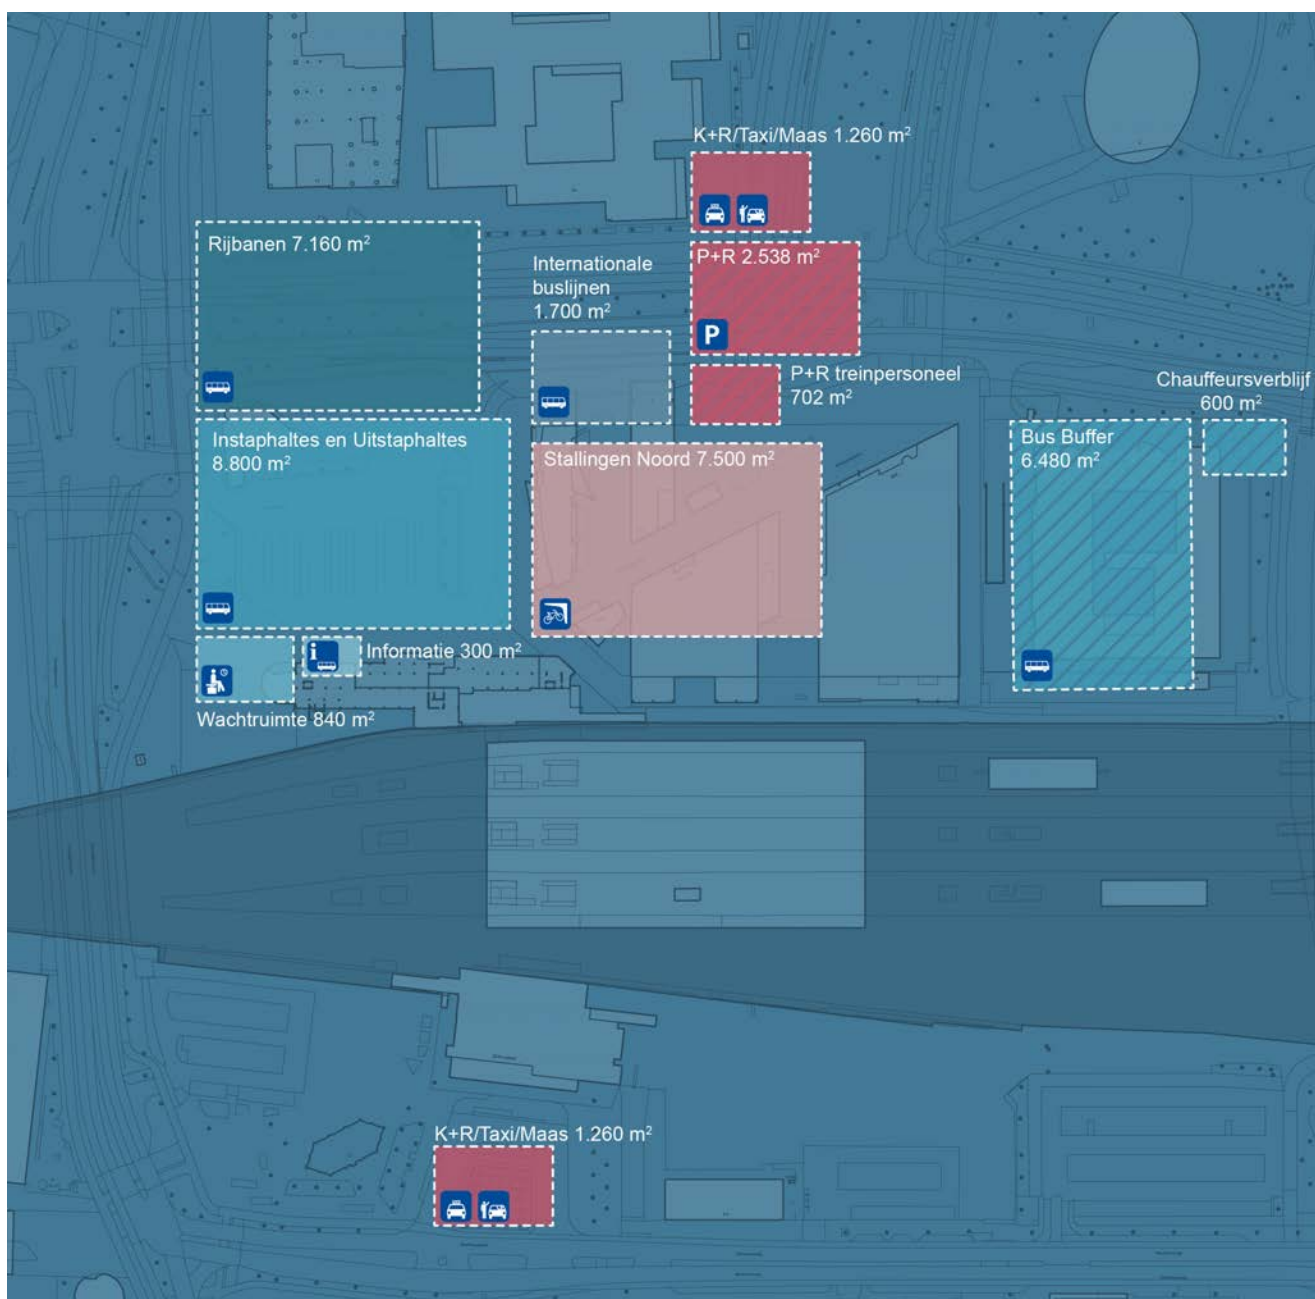 K+R/Taxi/Maas 1.260 m²
Rijbanen 7.160 m²
Internationale
buslijnen
1.700 m²
P+R 2.538 m²
P
P+R treinpersoneel
702 m²
Chauffeursverblijf
600 m²
Instaphaltes en Uitstaphaltes
8.800 m²
Stallingen Noord 7.500 m²
Bus Buffer
6.480 m²
i
Informatie 300 m²
Wachtruimte 840 m²
K+R/Taxi/Maas 1.260 m²